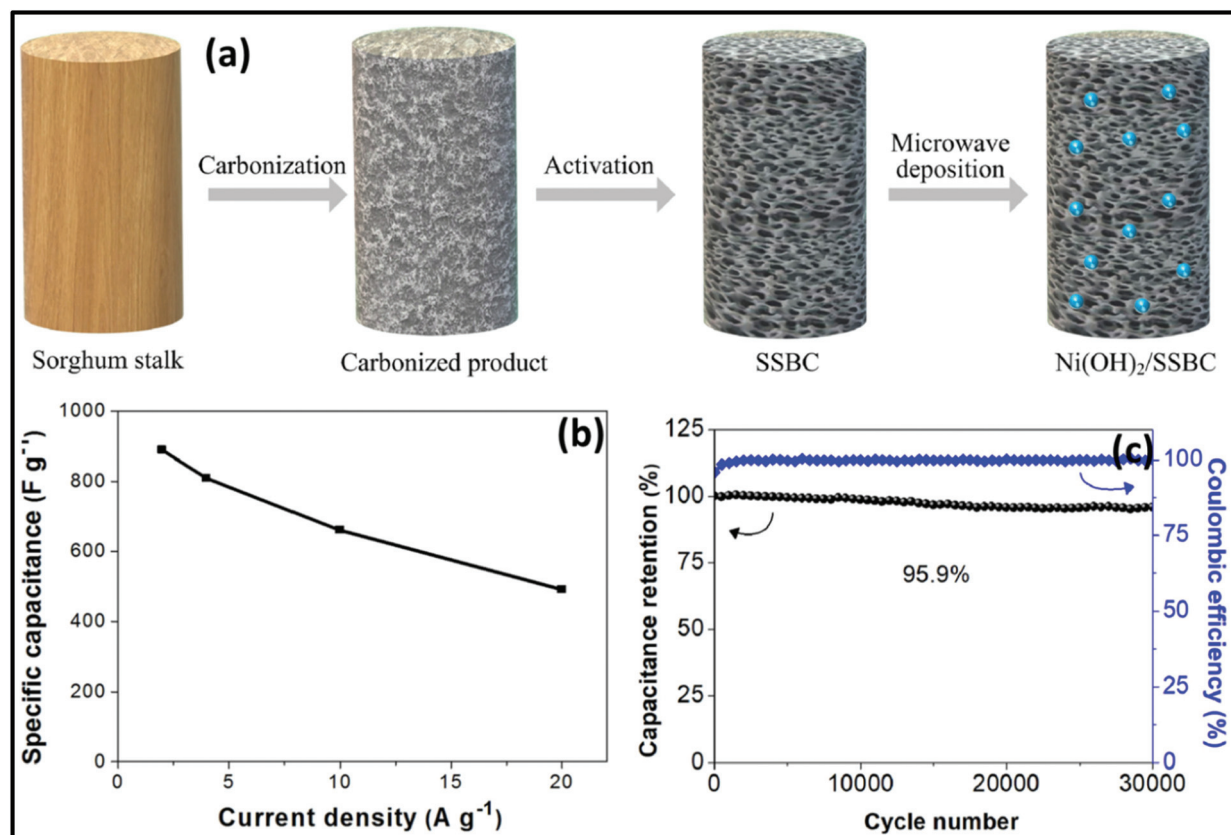 (a)
Carbonization
Activation
Microwave
deposition
Sorghum stalk
Carbonized product
SSBC
Ni(OH)₂/SSBC
(b)
Specific capacitance (F g⁻¹)
1000
800
600
400
200
0
0
5
10
15
20
Current density (A g⁻¹)
(c)
Capacitance retention (%)
125
100
75
50
25
0
95.9%
0
10000
20000
30000
Cycle number
100
75
50
25
0
Coulombic efficiency (%)